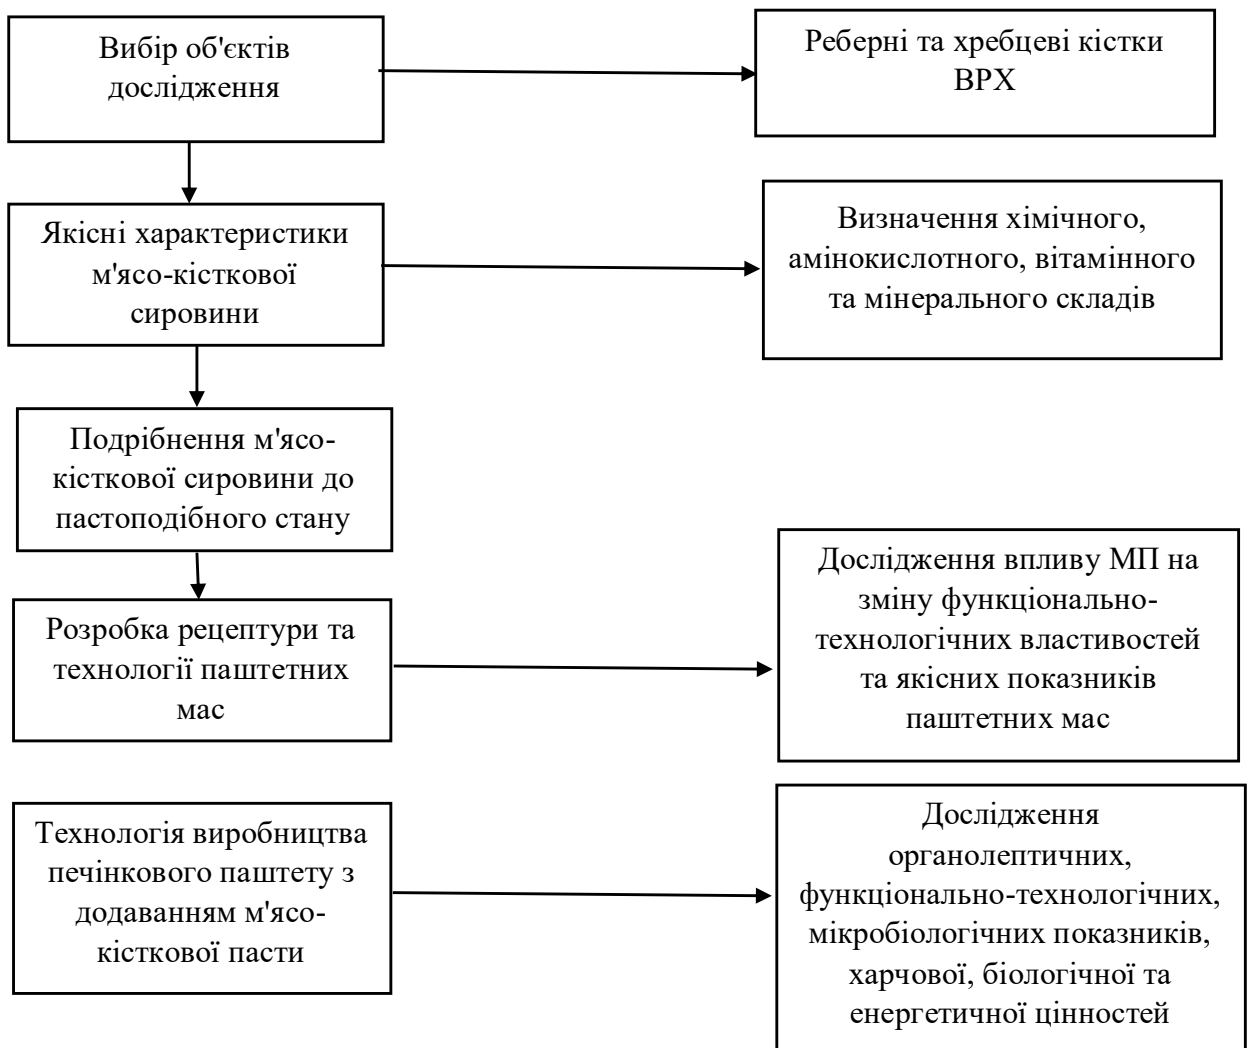 Вибір об'єктів
дослідження
Реберні та хребцеві кістки
ВРХ
Якісні характеристики
м'ясо-кісткової
сировини
Визначення хімічного,
амінокислотного, вітамінного
та мінерального складів
Подрібнення м'ясо-
кісткової сировини до
пастоподібного стану
Розробка рецептури та
технології паштетних
мас
Дослідження впливу МП на
зміну функціонально-
технологічних властивостей
та якісних показників
паштетних мас
Технологія виробництва
печінкового паштету з
додаванням м'ясо-
кісткової пасти
Дослідження
органолептичних,
функціонально-технологічних,
мікробіологічних показників,
харчової, біологічної та
енергетичної цінностей